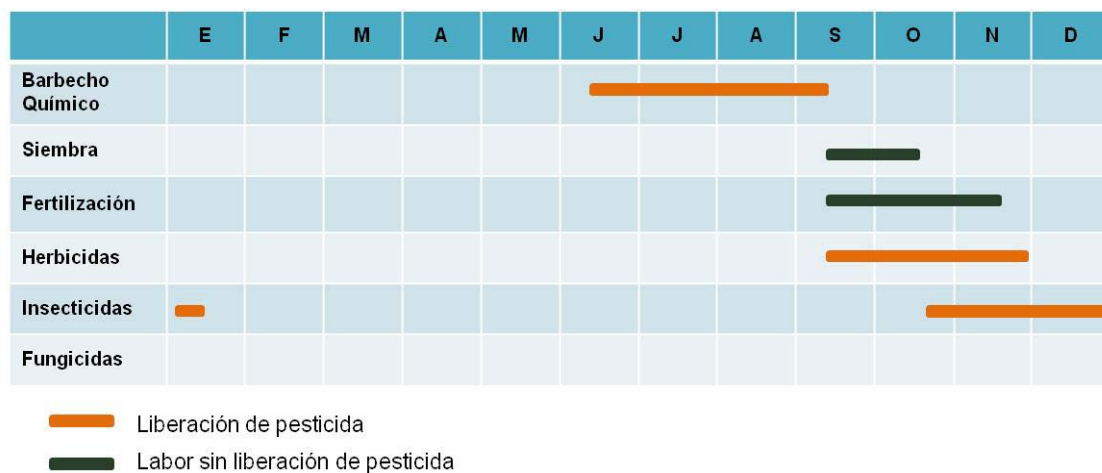 E F M A M J J A S O N D
Barbecho
Químico
Siembra
Fertilización
Herbicidas
Insecticidas
Fungicidas
Liberación de pesticida
Labor sin liberación de pesticida